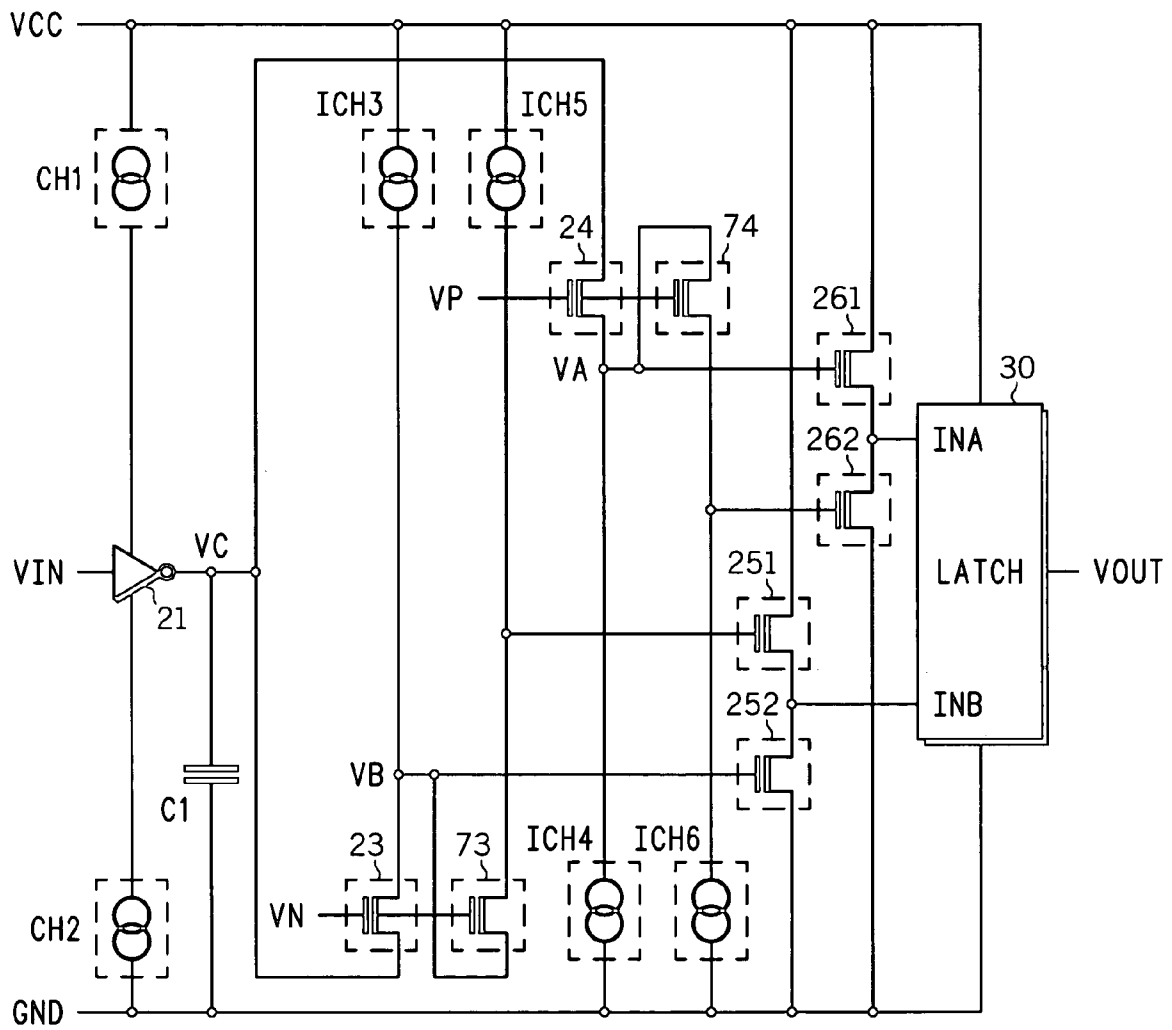 VCC
ICH3
ICH5
CH1
24
74
VP
261
VA
30
INA
262
VC
VIN
251
LATCH
VOUT
21
252
INB
VB
C1
ICH4
ICH6
23
73
VN
CH2
GND